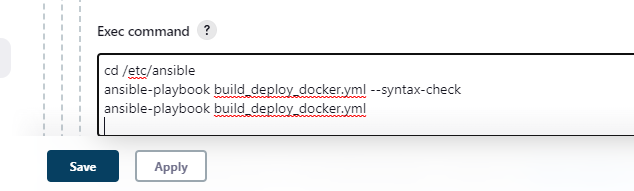 Exec command ?
cd /etc/ansible
ansible-playbook build_deploy_docker.yml --syntax-check
ansible-playbook build_deploy_docker.yml
Save Apply